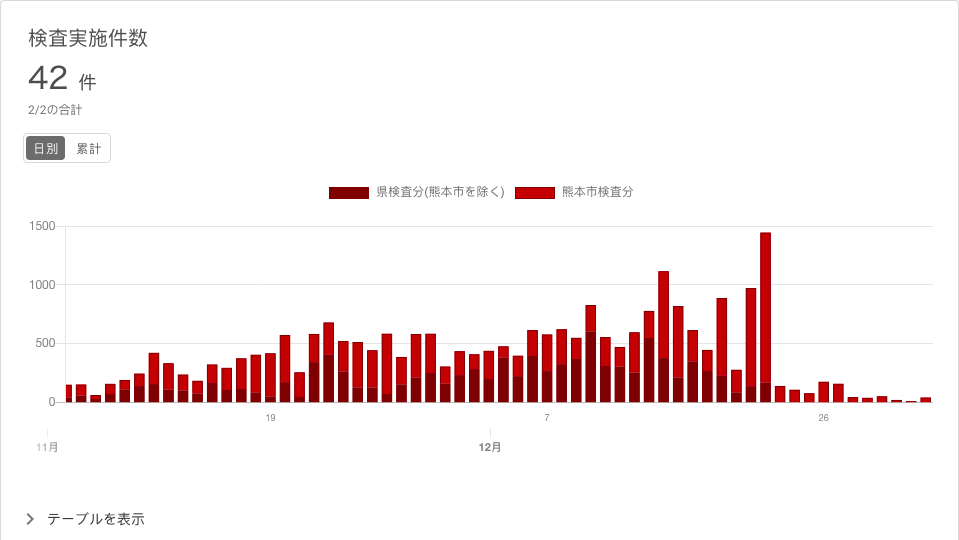 検査実施件数
42 件
2/2の合計
日別 累計
県検査分(熊本市を除く) 熊本市検査分
1500
1000
500
0
19 7 26
11月 12月
テーブルを表示